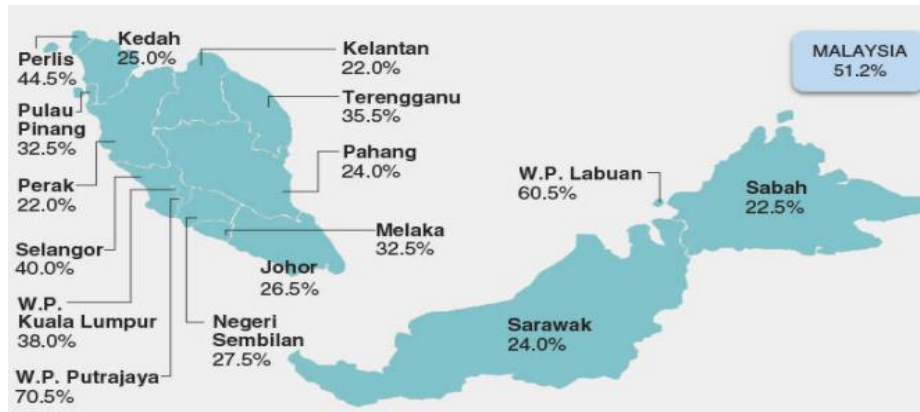 Perlis
44.5%
Kedah
25.0%
Pulau
Pinang
32.5%
Perak
22.0%
Selangor
40.0%
W.P.
Kuala Lumpur
38.0%
W.P. Putrajaya
70.5%
Kelantan
22.0%
Terengganu
35.5%
Pahang
24.0%
Melaka
32.5%
Johor
26.5%
Negeri
Sembilan
27.5%
MALAYSIA
51.2%
W.P. Labuan
60.5%
Sabah
22.5%
Sarawak
24.0%